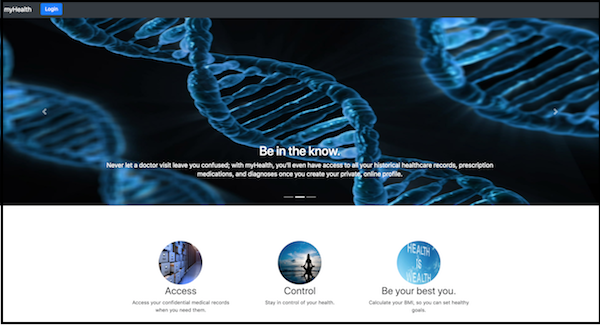 myHealth Login
Be in the know.
Never let a doctor visit leave you confused; with myHealth, you'll even have access to all your historical healthcare records, prescription
medications, and diagnoses once you create your private, online profile.
HEALTH
IS
WEALTH
Access Control Be your best you.
Access your confidential medical records Stay in control of your health. Calculate your BMI, so you can set healthy
when you need them. goals.